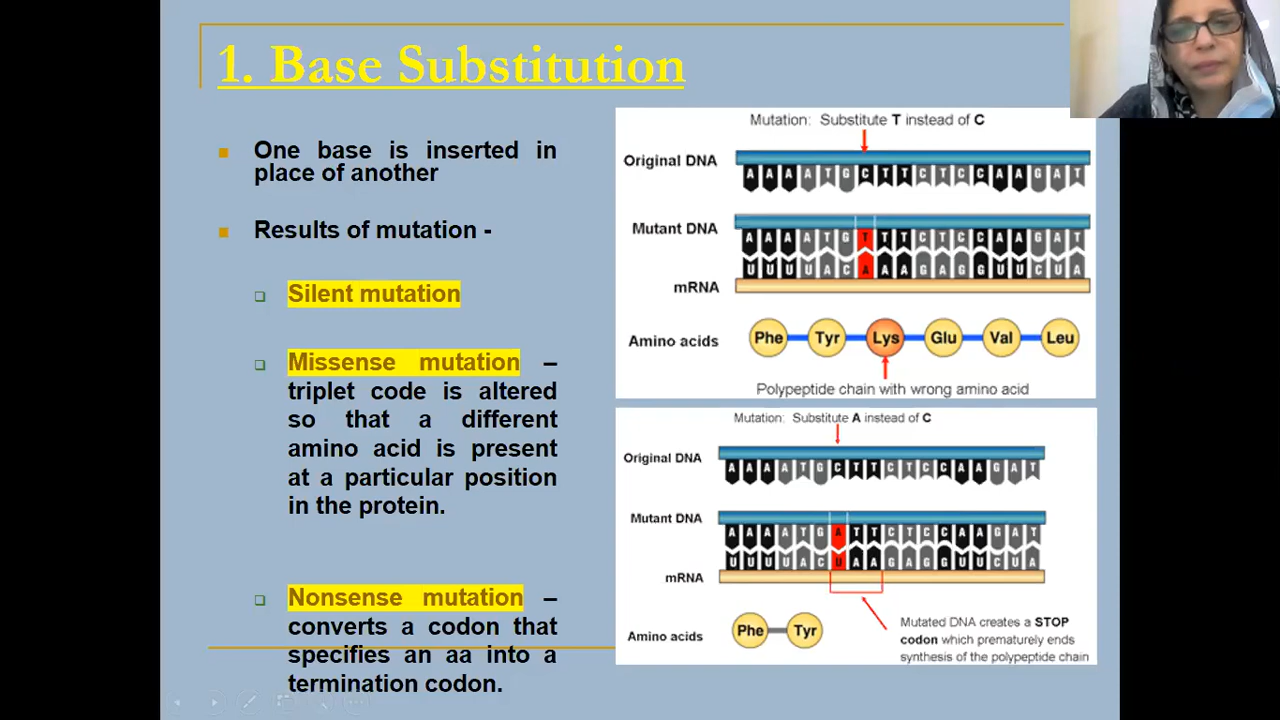 1. Base Substitution
One base is inserted in
place of another
Results of mutation -
Silent mutation
Missense mutation –
triplet code is altered
so that a different
amino acid is present
at a particular position
in the protein.
Nonsense mutation –
converts a codon that
specifies an aa into a
termination codon.
Mutation: Substitute T instead of C
Original DNA
A A A A T G C T T C T C C A A G A T
Mutant DNA
A A A A T G T T T C T C C A A G A T
U U U U A C A A A G A G G U U C U A
mRNA
Amino acids
Phe Tyr Lys Glu Val Leu
Polypeptide chain with wrong amino acid
Mutation: Substitute A instead of C
Original DNA
A A A A T G C T T C T C C A A G A T
Mutant DNA
A A A A T G A T T C T C C A A G A T
U U U U A C U A A G A G G U U C U A
mRNA
Amino acids
Phe Tyr
Mutated DNA creates a STOP
codon which prematurely ends
synthesis of the polypeptide chain